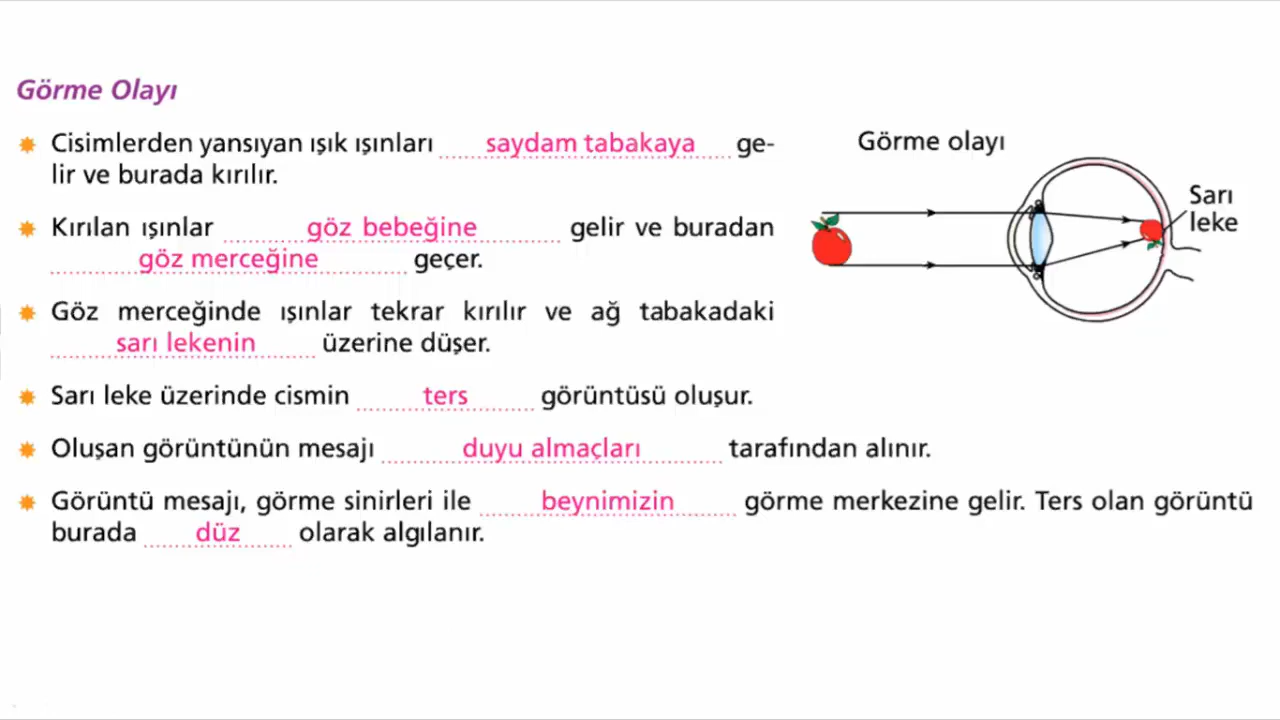 Görme Olayı
Cisimlerden yansıyan ışık ışınları saydam tabakaya ge-
lir ve burada kırılır.
Kırılan ışınlar göz bebeğine gelir ve buradan
göz merceğine geçer.
Göz merceğinde ışınlar tekrar kırılır ve ağ tabakadaki
sarı lekenin üzerine düşer.
Sarı leke üzerinde cismin ters görüntüsü oluşur.
Oluşan görüntünün mesajı duyu almaçları tarafından alınır.
Görüntü mesajı, görme sinirleri ile beynimizin görme merkezine gelir. Ters olan görüntü
burada düz olarak algılanır.
Görme olayı
Sarı
leke